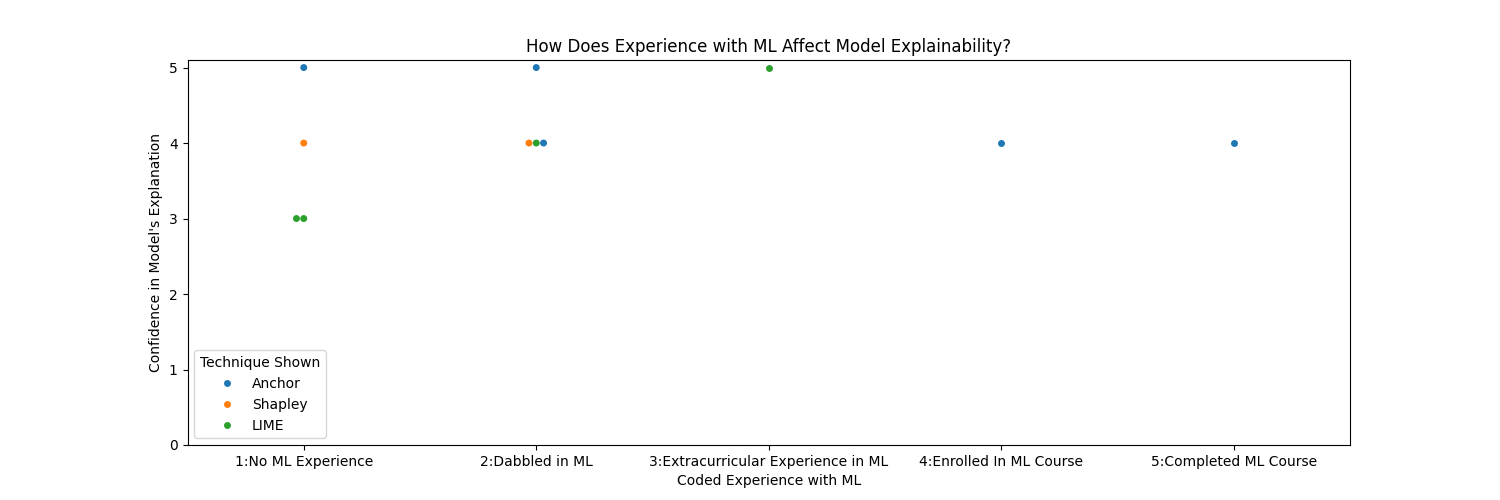 How Does Experience with ML Affect Model Explainability?
Confidence in Model's Explanation
5
4
3
2
1
0
Technique Shown
Anchor
Shapley
LIME
1:No ML Experience
2:Dabbled in ML
3:Extracurricular Experience in ML
4:Enrolled In ML Course
5:Completed ML Course
Coded Experience with ML